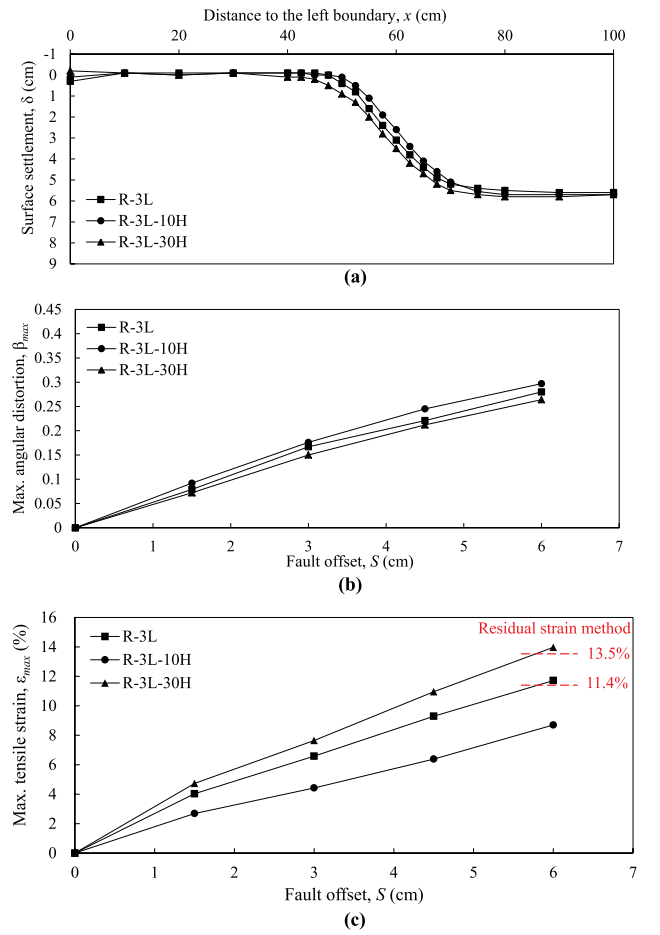 Distance to the left boundary, x (cm)
0 20 40 60 80 100
-1
0
1
2
3
4
5
6
7
8
9
Surface settlement, δ (cm)
R-3L
R-3L-10H
R-3L-30H
(a)
0.45
0.4
0.35
0.3
0.25
0.2
0.15
0.1
0.05
0
Max. angular distortion, βmax
R-3L
R-3L-10H
R-3L-30H
0 1 2 3 4 5 6 7
Fault offset, S (cm)
(b)
16
14
12
10
8
6
4
2
0
Max. tensile strain, εmax (%)
R-3L
R-3L-10H
R-3L-30H
Residual strain method
13.5%
11.4%
0 1 2 3 4 5 6 7
Fault offset, S (cm)
(c)